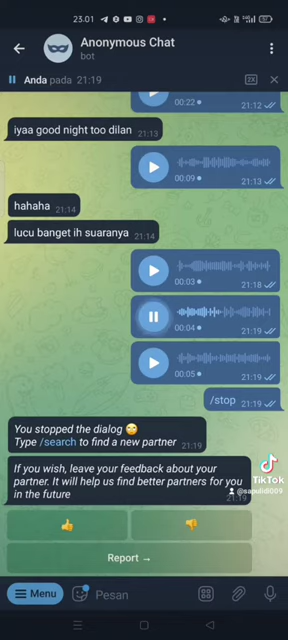 23.01
57
Anonymous Chat
bot
Anda pada 21:19
2X
00:22 21:12
iyaa good night too dilan 21:13
00:09 21:13
hahaha 21:14
lucu banget ih suaranya 21:14
00:03 21:18
00:04 21:19
00:05 21:19
/stop 21:19
You stopped the dialog 🙄
Type /search to find a new partner 21:19
If you wish, leave your feedback about your
partner. It will help us find better partners for you
in the future 21:19
TikTok
@sapulii0009
👍 👎
Report →
Menu Pesan